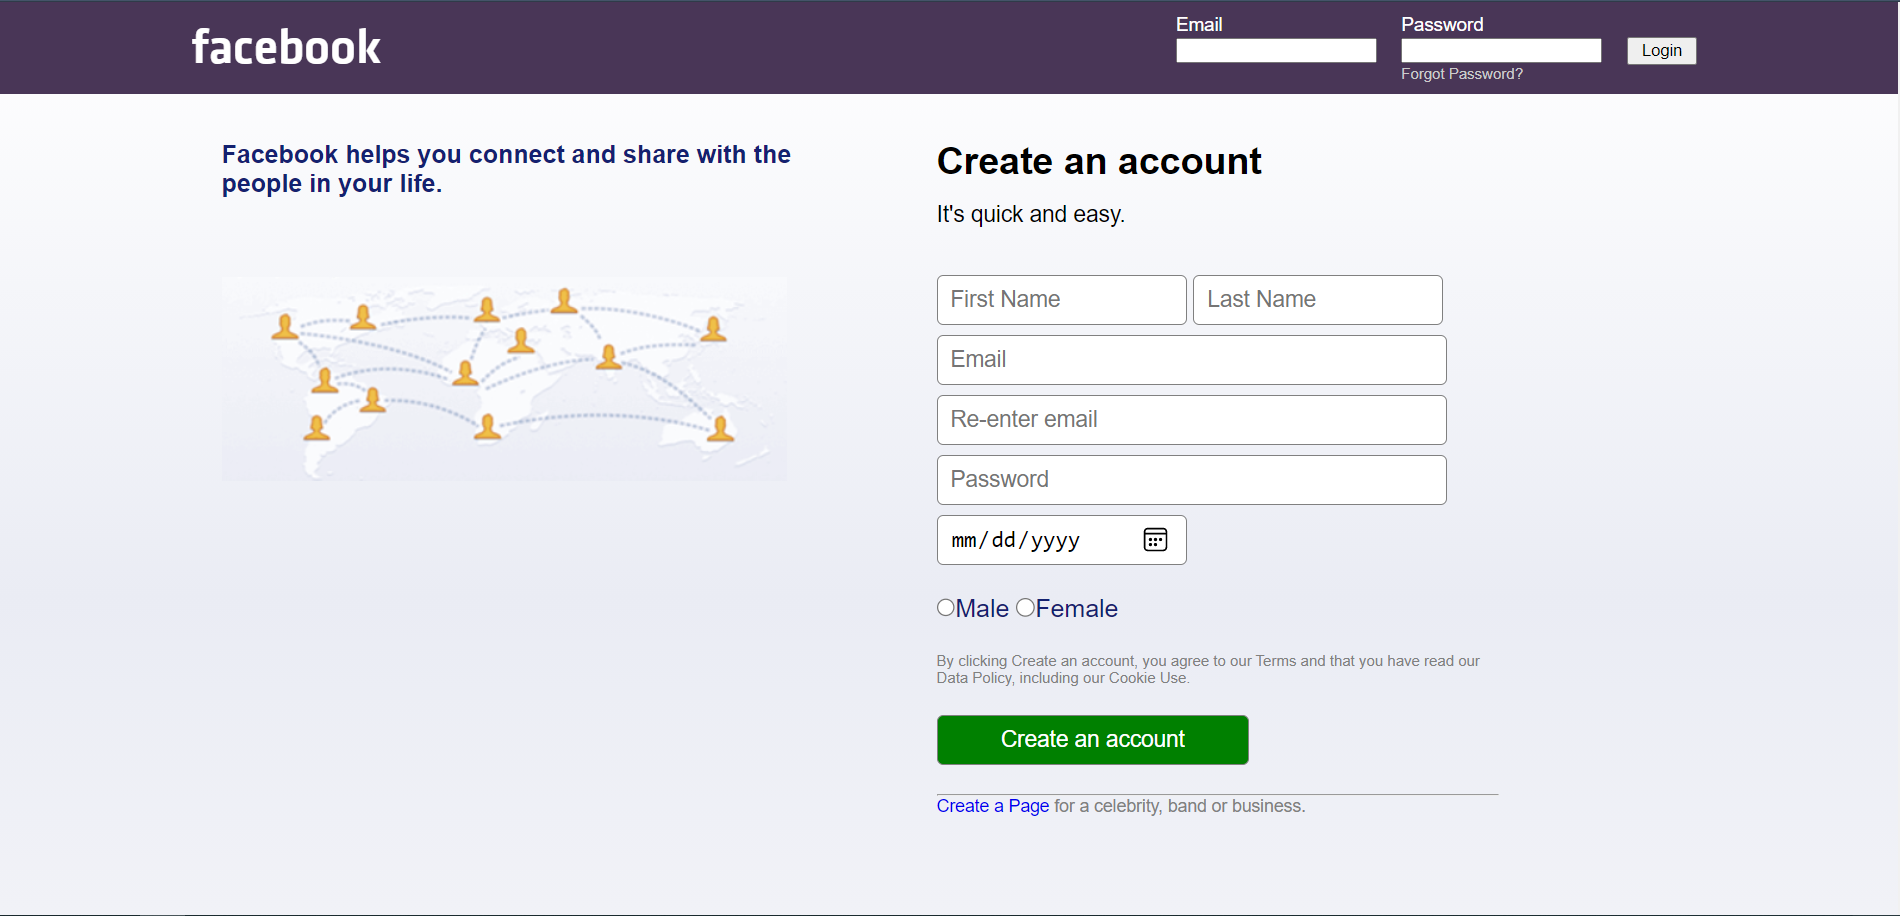 facebook
Email
Password
Login
Forgot Password?
Facebook helps you connect and share with the
people in your life.
Create an account
It's quick and easy.
First Name
Last Name
Email
Re-enter email
Password
mm/dd/yyyy
Male Female
By clicking Create an account, you agree to our Terms and that you have read our
Data Policy, including our Cookie Use.
Create an account
Create a Page for a celebrity, band or business.